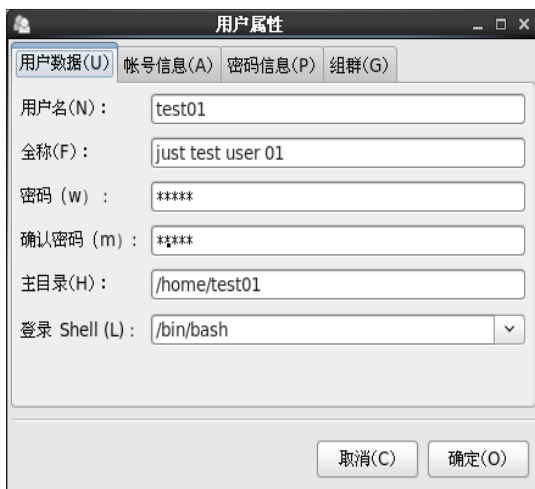 用户属性
用户数据(U) 帐号信息(A) 密码信息(P) 组群(G)
用户名(N)： test01
全称(F)： just test user 01
密码 (w) ： *****
确认密码 (m)： *****
主目录(H)： /home/test01
登录 Shell (L)： /bin/bash
取消(C) 确定(O)